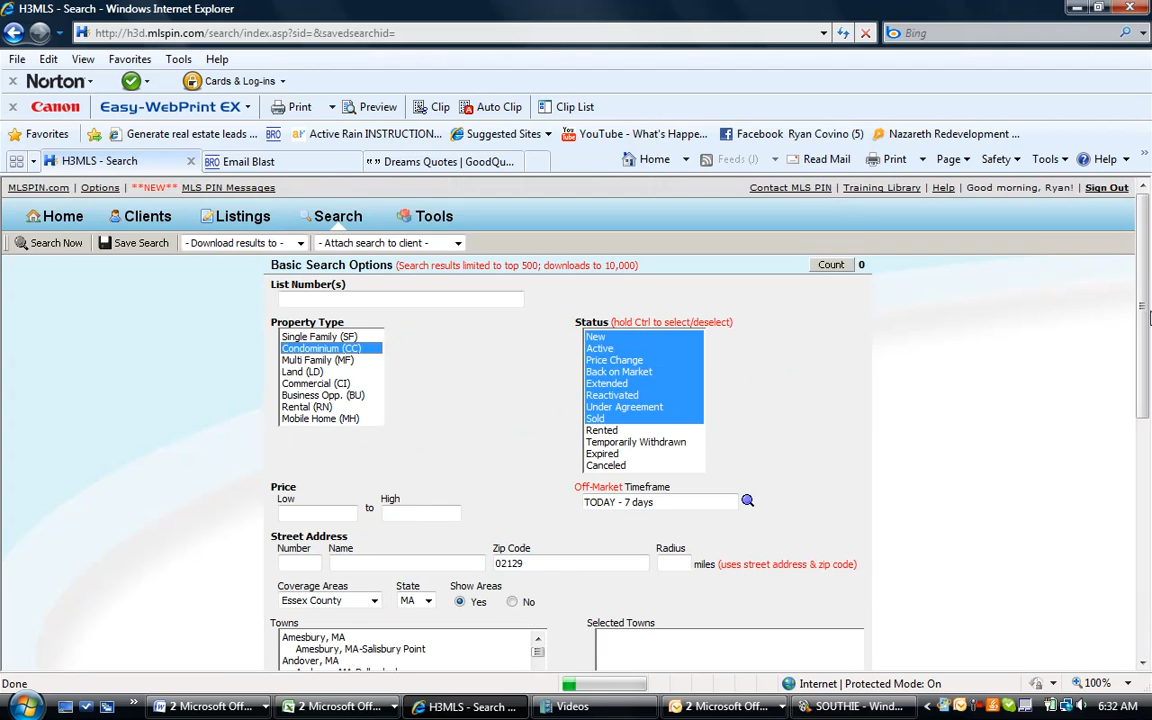 H3MLS - Search - Windows Internet Explorer
http://h3d.mlspin.com/search/index.asp?sid=&savedsearchid=
Bing
File Edit View Favorites Tools Help
Norton Cards & Log-ins
Canon Easy-WebPrint EX Print Preview Clip Auto Clip Clip List
Favorites Generate real estate leads ... BRO ar Active Rain INSTRUCTION... Suggested Sites YouTube - What's Happe... Facebook Ryan Covino (5) Nazareth Redevelopment ...
H3MLS - Search BRO Email Blast Dreams Quotes | GoodQu... Home Feeds (J) Read Mail Print Page Safety Tools Help
MLSPIN.com | Options | **NEW** MLS PIN Messages Contact MLS PIN | Training Library | Help | Good morning, Ryan! Sign Out
Home Clients Listings Search Tools
Search Now Save Search - Download results to - - Attach search to client -
Basic Search Options (Search results limited to top 500; downloads to 10,000) Count 0
List Number(s)
Property Type Status (hold Ctrl to select/deselect)
Single Family (SF) New
Condominium (CC) Active
Multi Family (MF) Price Change
Land (LD) Back on Market
Commercial (CI) Extended
Business Opp. (BU) Reactivated
Rental (RN) Under Agreement
Mobile Home (MH) Sold
Rented
Temporarily Withdrawn
Expired
Canceled
Price Off-Market Timeframe
Low to High TODAY - 7 days
Street Address
Number Name Zip Code Radius
02129 miles (uses street address & zip code)
Coverage Areas State Show Areas
Essex County MA Yes No
Towns Selected Towns
Amesbury, MA
Amesbury, MA-Salisbury Point
Andover, MA
Done Internet | Protected Mode: On 100%
2 Microsoft Offi... 2 Microsoft Offi... H3MLS - Search ... Videos 2 Microsoft Offi... SOUTHIE - Wind... 6:32 AM